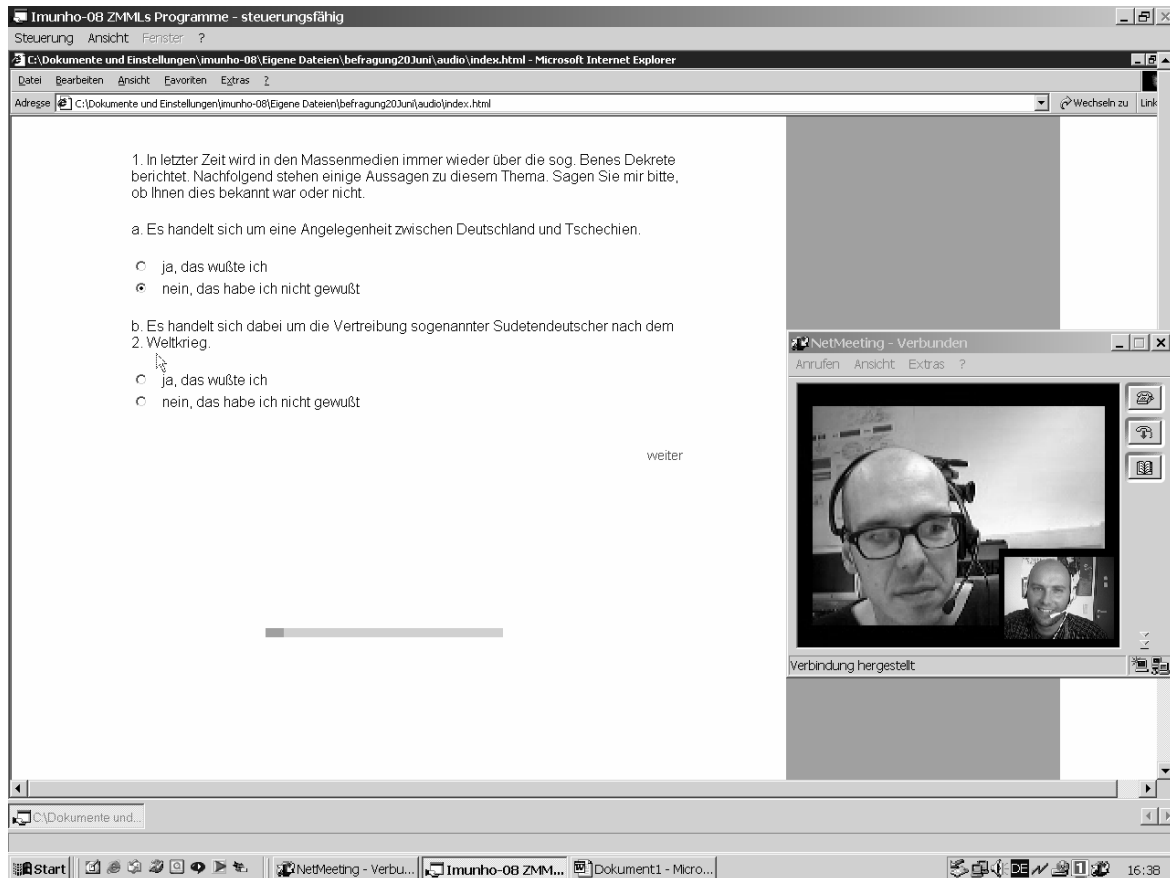 Imunho-08 ZMMLs Programme - steuerungsfähig
Steuerung Ansicht Fenster ?
C:\Dokumente und Einstellungen\imunho-08\Eigene Dateien\befragung20Juni\audio\index.html - Microsoft Internet Explorer
Datei Bearbeiten Ansicht Favoriten Extras ?
Adresse C:\Dokumente und Einstellungen\imunho-08\Eigene Dateien\befragung20Juni\audio\index.html Wechseln zu Link
1. In letzter Zeit wird in den Massenmedien immer wieder über die sog. Benes Dekrete
berichtet. Nachfolgend stehen einige Aussagen zu diesem Thema. Sagen Sie mir bitte,
ob Ihnen dies bekannt war oder nicht.
a. Es handelt sich um eine Angelegenheit zwischen Deutschland und Tschechien.
ja, das wußte ich
nein, das habe ich nicht gewußt
b. Es handelt sich dabei um die Vertreibung sogenannter Sudetendeutscher nach dem
2. Weltkrieg.
ja, das wußte ich
nein, das habe ich nicht gewußt
weiter
NetMeeting - Verbunden
Anrufen Ansicht Extras ?
Verbindung hergestellt
C:\Dokumente und...
Start NetMeeting - Verbu... Imunho-08 ZMM... Dokument1 - Micro... DE 1 16:38